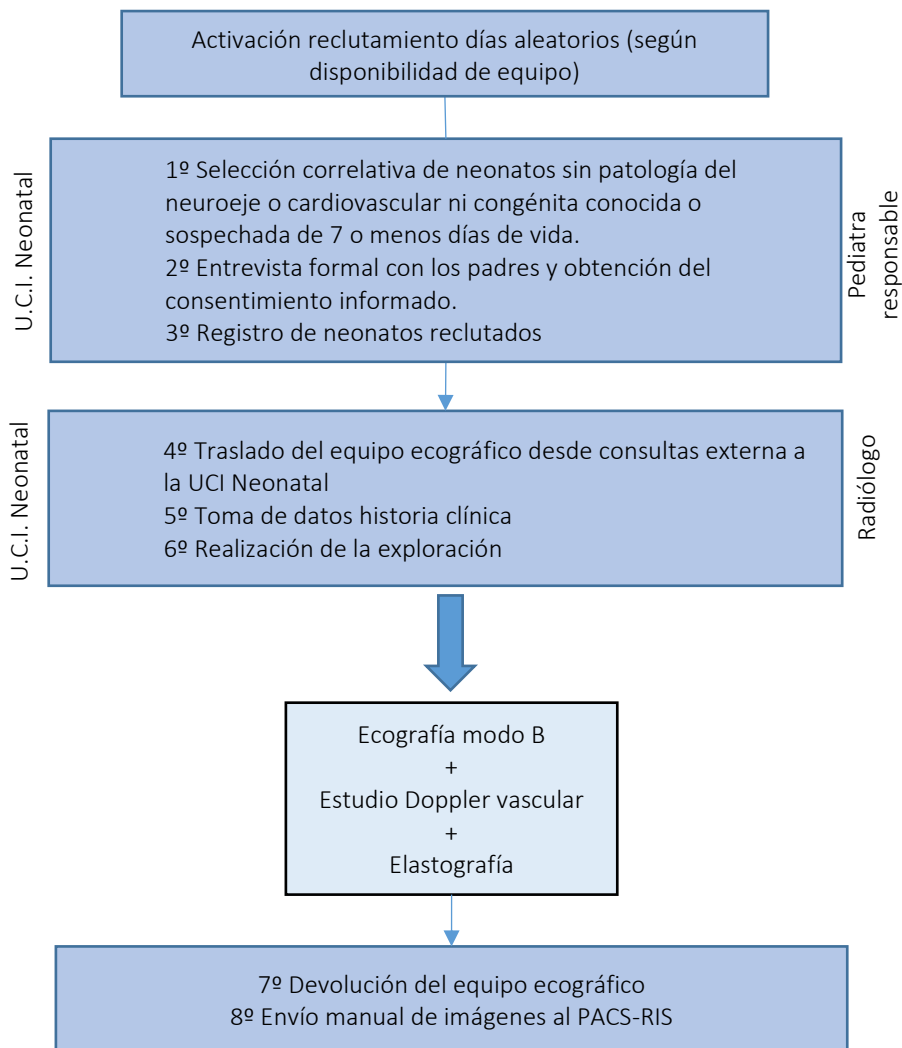 Activación reclutamiento días aleatorios (según
disponibilidad de equipo)
U.C.I. Neonatal
1º Selección correlativa de neonatos sin patología del
neuroeje o cardiovascular ni congénita conocida o
sospechada de 7 o menos días de vida.
2º Entrevista formal con los padres y obtención del
consentimiento informado.
3º Registro de neonatos reclutados
Pediatra
responsable
U.C.I. Neonatal
4º Traslado del equipo ecográfico desde consultas externa a
la UCI Neonatal
5º Toma de datos historia clínica
6º Realización de la exploración
Radiólogo
Ecografía modo B
+
Estudio Doppler vascular
+
Elastografía
7º Devolución del equipo ecográfico
8º Envío manual de imágenes al PACS-RIS